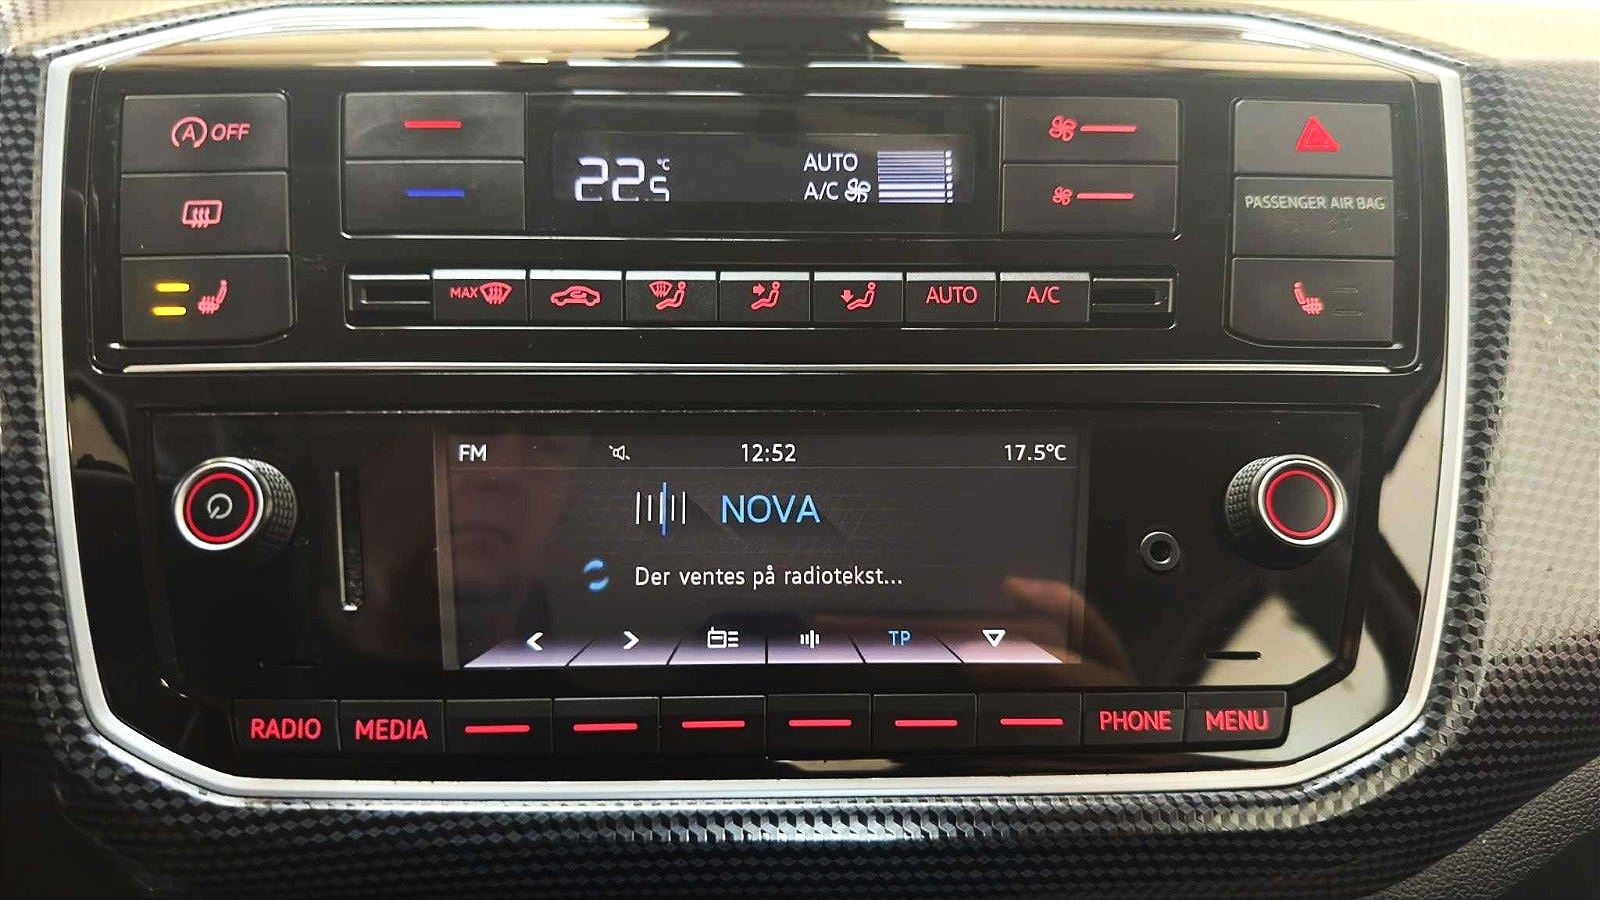 A OFF
22.5 °C
AUTO
A/C
PASSENGER AIR BAG
MAX
AUTO
A/C
FM
12:52
17.5°C
NOVA
Der ventes på radiotekst...
TP
RADIO
MEDIA
PHONE
MENU